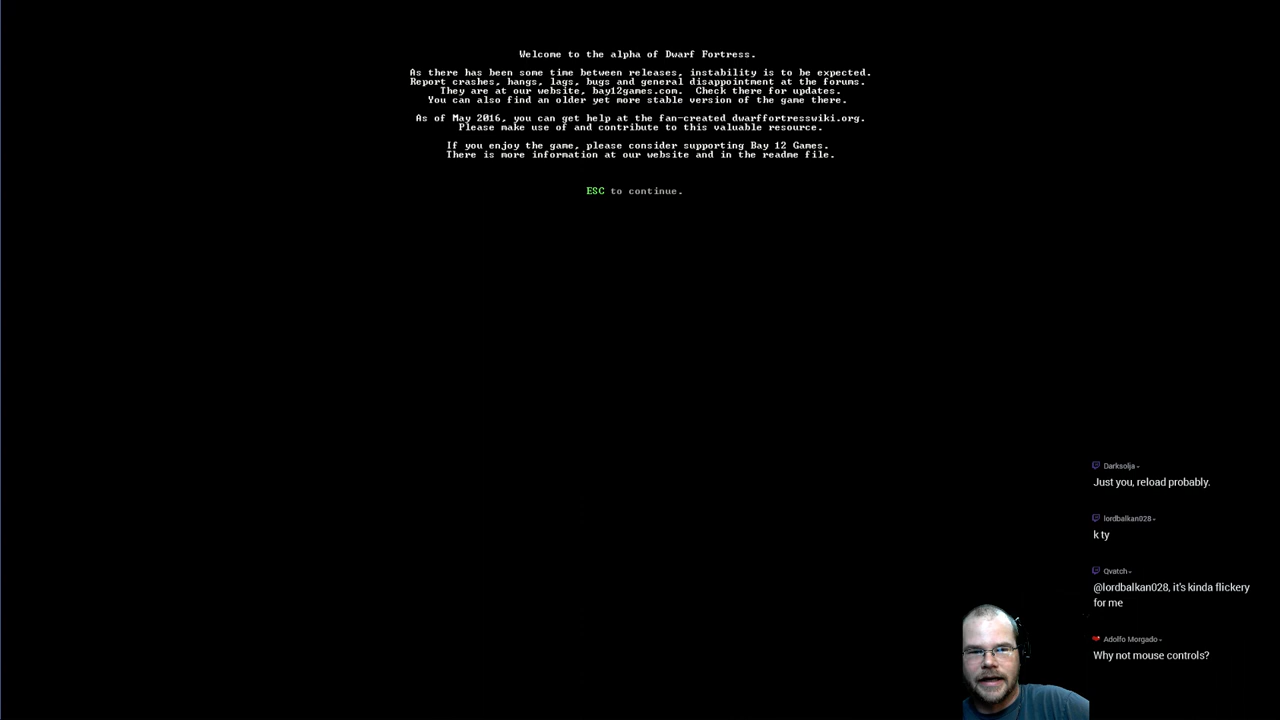 Welcome to the alpha of Dwarf Fortress.
As there has been some time between releases, instability is to be expected.
Report crashes, hangs, lags, bugs and general disappointment at the forums.
They are at our website, bay12games.com.  Check there for updates.
You can also find an older yet more stable version of the game there.
As of May 2016, you can get help at the fan-created dwarffortresswiki.org.
Please make use of and contribute to this valuable resource.
If you enjoy the game, please consider supporting Bay 12 Games.
There is more information at our website and in the readme file.
ESC to continue.
Darksolja
Just you, reload probably.
lordbalkan028
k ty
Qvatch
@lordbalkan028, it's kinda flickery
for me
Adolfo Morgado
Why not mouse controls?